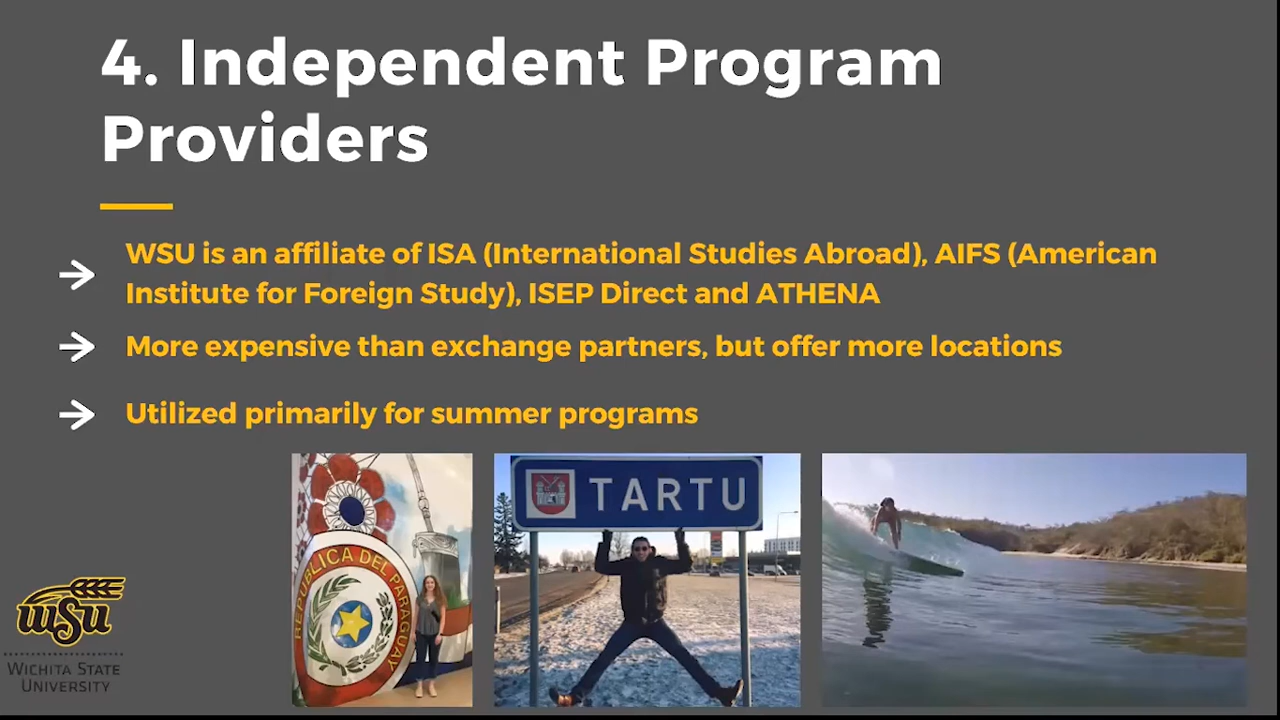 4. Independent Program
Providers
WSU is an affiliate of ISA (International Studies Abroad), AIFS (American
Institute for Foreign Study), ISEP Direct and ATHENA
More expensive than exchange partners, but offer more locations
Utilized primarily for summer programs
REPUBLICA DEL PARAGUAY
TARTU
wsu
WICHITA STATE
UNIVERSITY